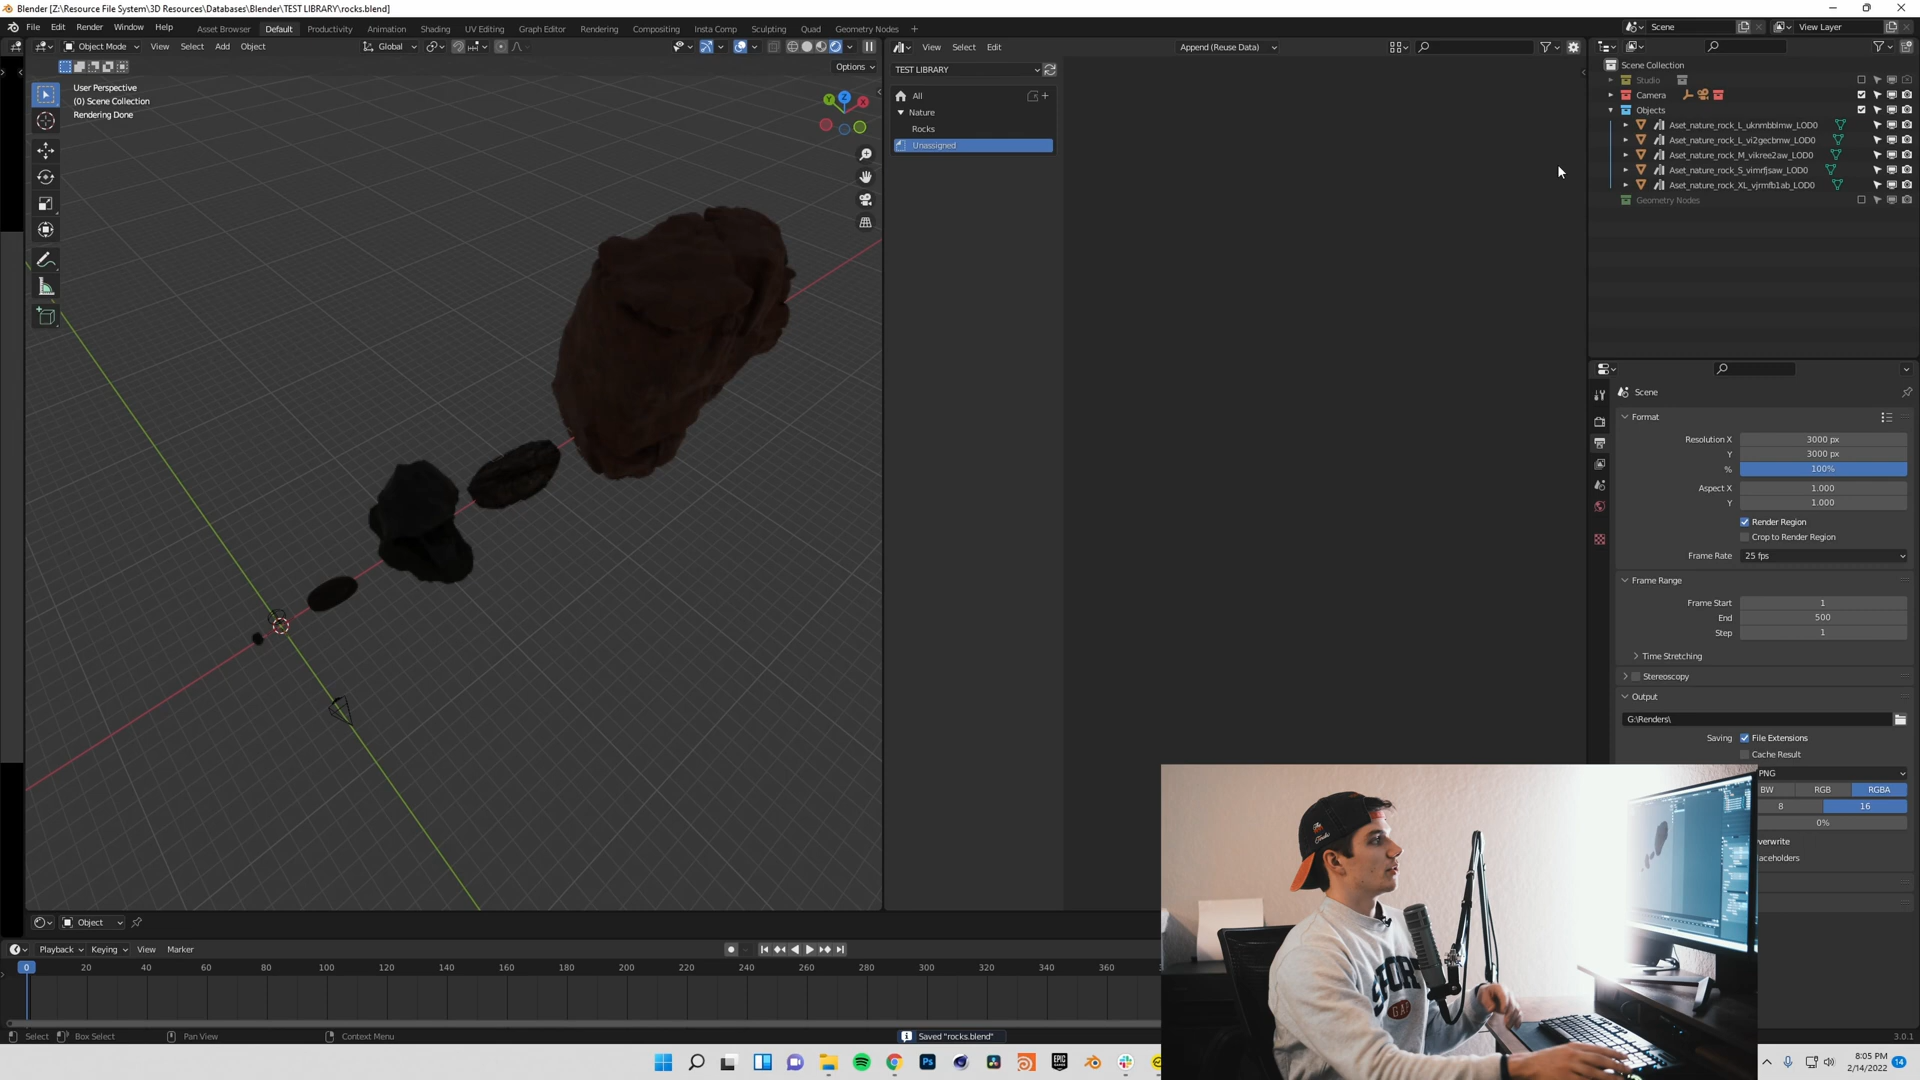 Blender [Z:\Resource File System\3D Resources\Databases\Blender\TEST LIBRARY\rocks.blend]
File Edit Render Window Help Asset Browser Default Productivity Animation Shading UV Editing Graph Editor Rendering Compositing Insta Comp Sculpting Quad Geometry Nodes + Scene View Layer
Object Mode View Select Add Object Global
Options
User Perspective
(0) Scene Collection
Rendering Done
View Select Edit Append (Reuse Data)
TEST LIBRARY
All
Nature
Rocks
Unassigned
Scene Collection
Studio
Camera
Objects
Aset_nature_rock_L_uknmbblmw_LOD0
Aset_nature_rock_L_vi2gecbmw_LOD0
Aset_nature_rock_M_vikree2aw_LOD0
Aset_nature_rock_S_vimrfjsaw_LOD0
Aset_nature_rock_XL_vjrmfb1ab_LOD0
Geometry Nodes
Scene
Format
Resolution X 3000 px
Y 3000 px
% 100%
Aspect X 1.000
Y 1.000
Render Region
Crop to Render Region
Frame Rate 25 fps
Frame Range
Frame Start 1
End 500
Step 1
Time Stretching
Stereoscopy
Output
G:\Renders\
Saving File Extensions
Cache Result
PNG
BW RGB RGBA
8 16
0%
verwrite
laceholders
Object
Playback Keying View Marker
0 20 40 60 80 100 120 140 160 180 200 220 240 260 280 300 320 340 360
Select Box Select Pan View Context Menu Saved "rocks.blend" 3.0.1
8:05 PM
2/14/2022
14